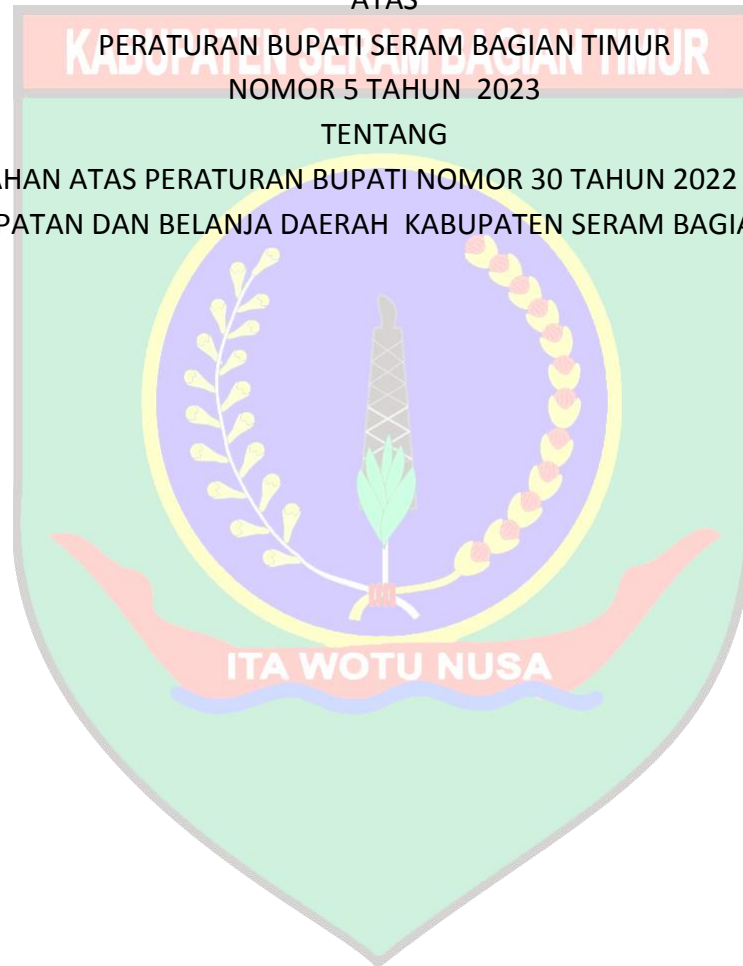 ATAS
KABUPATEN SERAM BAGIAN TIMUR
PERATURAN BUPATI SERAM BAGIAN TIMUR
NOMOR 5 TAHUN 2023
TENTANG
AHAN ATAS PERATURAN BUPATI NOMOR 30 TAHUN 2022
PATAN DAN BELANJA DAERAH KABUPATEN SERAM BAGIA
ITA WOTU NUSA